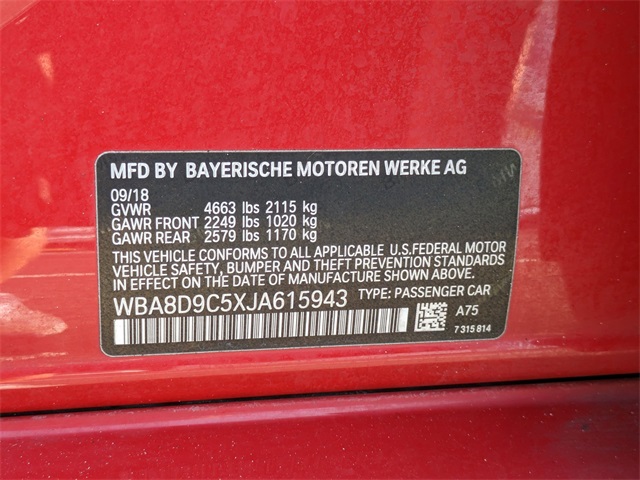 MFD BY BAYERISCHE MOTOREN WERKE AG
09/18
GVWR 4663 lbs 2115 kg
GAWR FRONT 2249 lbs 1020 kg
GAWR REAR 2579 lbs 1170 kg
THIS VEHICLE CONFORMS TO ALL APPLICABLE U.S.FEDERAL MOTOR
VEHICLE SAFETY, BUMPER, AND THEFT PREVENTION STANDARDS
IN EFFECT ON THE DATE OF MANUFACTURE SHOWN ABOVE.
WBA8D9C5XJA615943 TYPE: PASSENGER CAR
A75
7 315 814